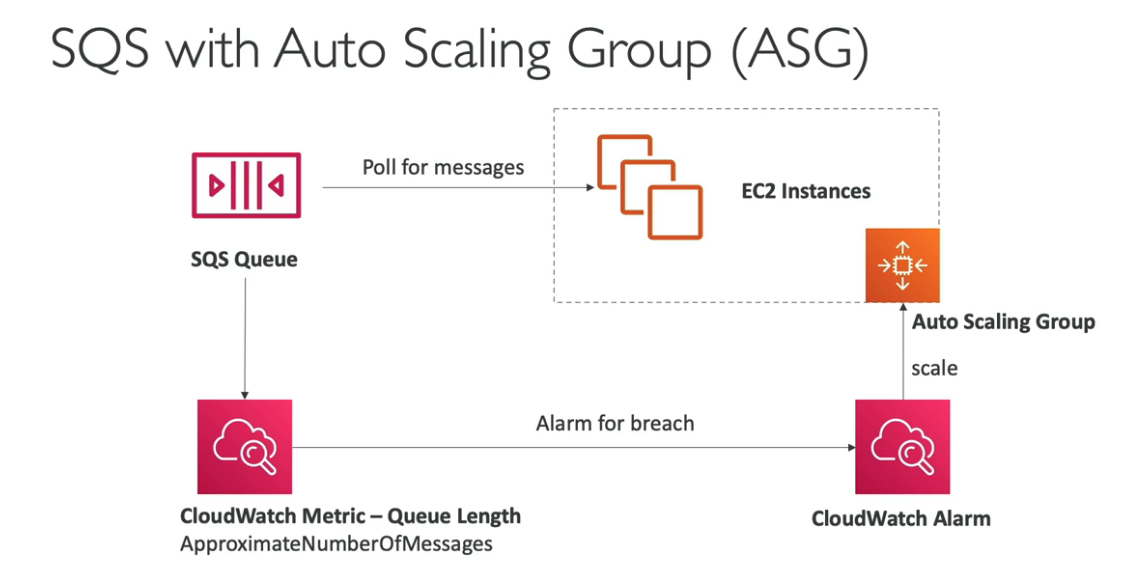 SQS with Auto Scaling Group (ASG)
Poll for messages
EC2 Instances
SQS Queue
Auto Scaling Group
scale
Alarm for breach
CloudWatch Metric – Queue Length
ApproximateNumberOfMessages
CloudWatch Alarm